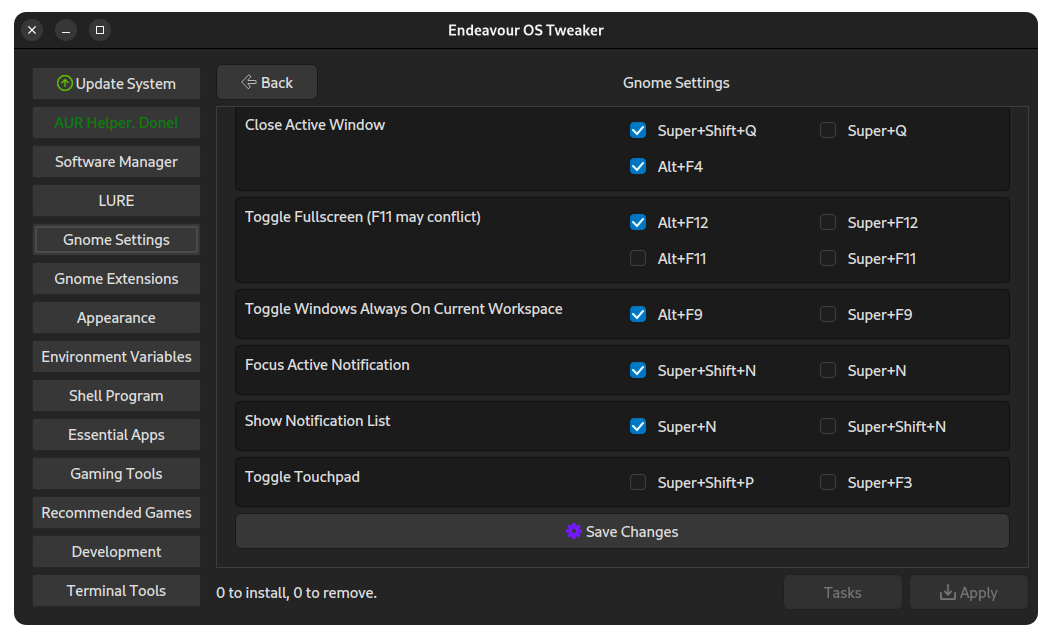 Endeavour OS Tweaker
Update System
AUR Helper. Done!
Software Manager
LURE
Gnome Settings
Gnome Extensions
Appearance
Environment Variables
Shell Program
Essential Apps
Gaming Tools
Recommended Games
Development
Terminal Tools
Back
Gnome Settings
Close Active Window
Super+Shift+Q
Super+Q
Alt+F4
Toggle Fullscreen (F11 may conflict)
Alt+F12
Super+F12
Alt+F11
Super+F11
Toggle Windows Always On Current Workspace
Alt+F9
Super+F9
Focus Active Notification
Super+Shift+N
Super+N
Show Notification List
Super+N
Super+Shift+N
Toggle Touchpad
Super+Shift+P
Super+F3
Save Changes
0 to install, 0 to remove.
Tasks
Apply